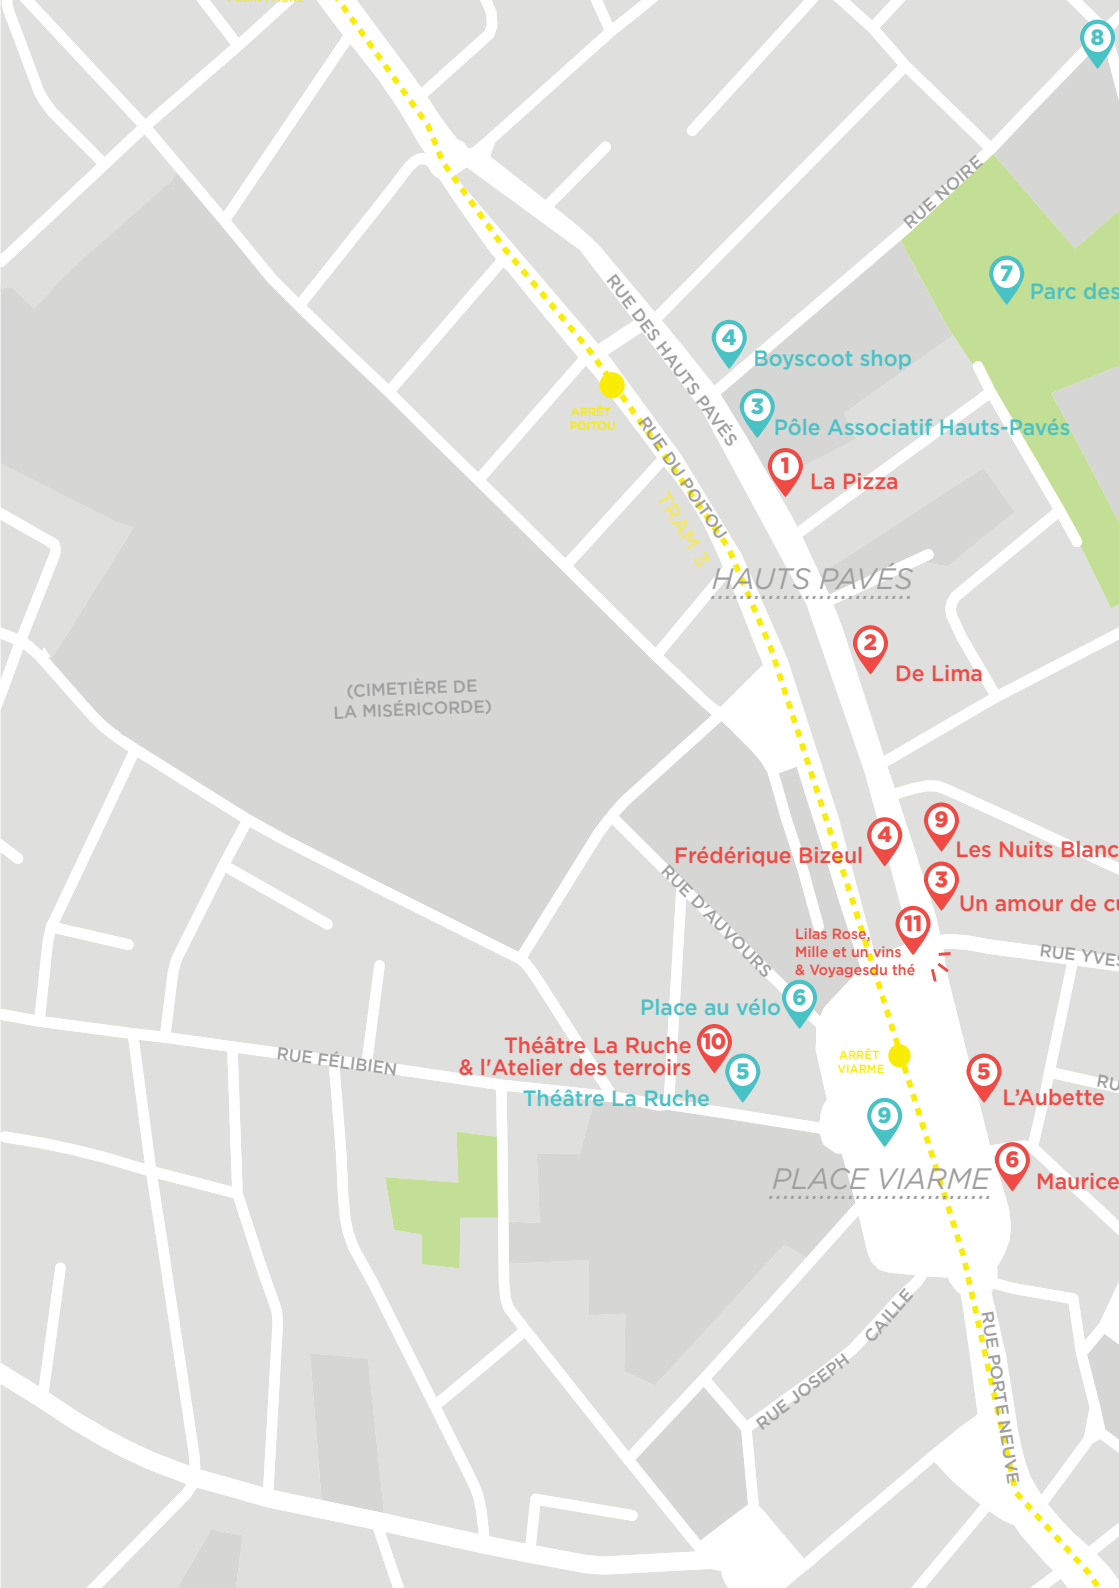 8
RUE NOIRE
7
Parc des
RUE DES HAUTS PAVÉS
4
Boyscoot shop
3
Pôle Associatif Hauts-Pavés
ARRÊT
POITOU
RUE DU POITOU
1
La Pizza
TRAM 3
HAUTS PAVÉS
2
De Lima
(CIMETIÈRE DE
LA MISÉRICORDE)
9
Les Nuits Blanc
4
Frédérique Bizeul
3
Un amour de cu
RUE D'AUVOURS
11
Lilas Rose,
Mille et un vins
& Voyagesdu thé
RUE YVES
6
Place au vélo
10
Théâtre La Ruche
& l'Atelier des terroirs
5
Théâtre La Ruche
RUE FÉLIBIEN
ARRÊT
VIARME
5
L'Aubette
RU
9
6
Maurice
PLACE VIARME
RUE JOSEPH CAILLE
RUE PORTE NEUVE